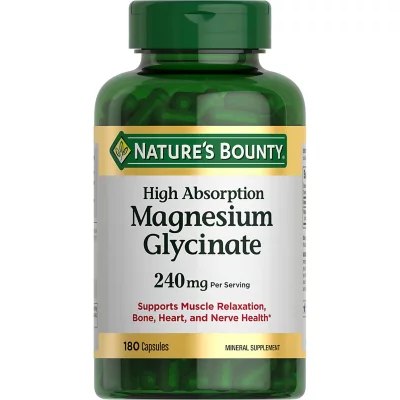 NATURE'S BOUNTY®
High Absorption
Magnesium
Glycinate
240mg Per Serving
Supports Muscle Relaxation,
Bone, Heart, and Nerve Health*
180 Capsules
MINERAL SUPPLEMENT